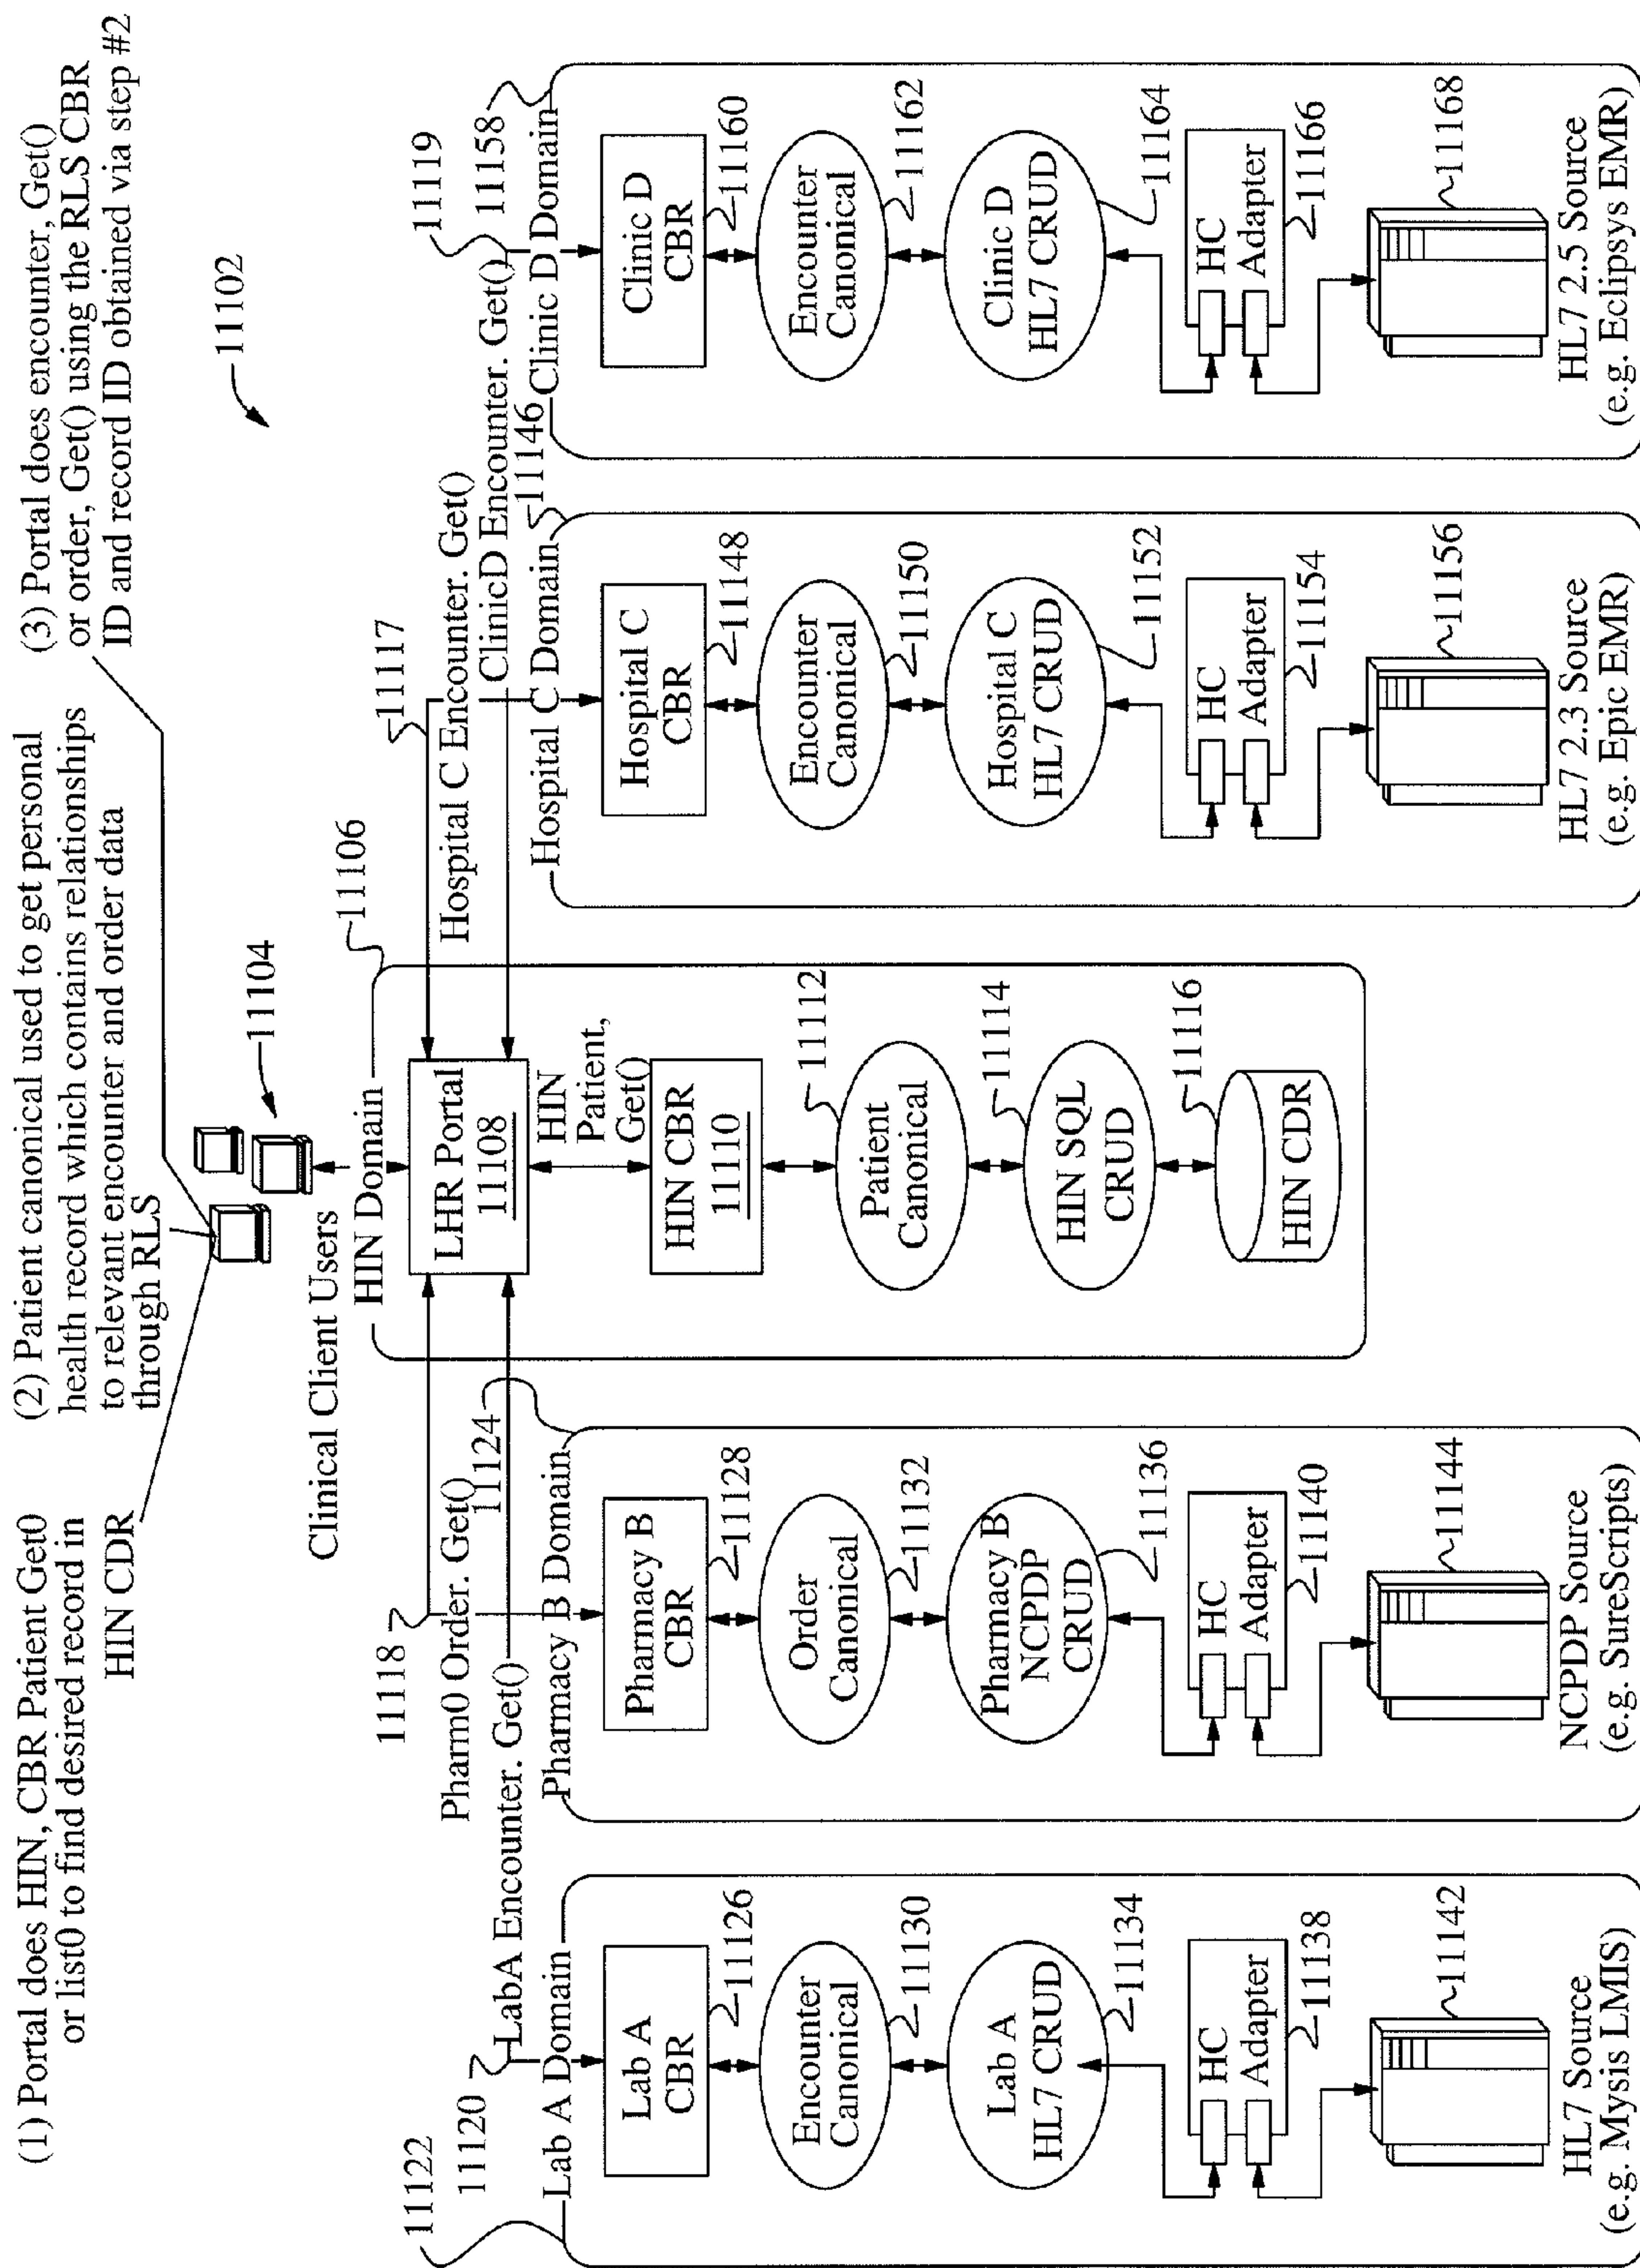 (1) Portal does HIN, CBR Patient Get0
or list0 to find desired record in
HIN CDR
(2) Patient canonical used to get personal
health record which contains relationships
to relevant encounter and order data
through RLS
(3) Portal does encounter, Get()
or order, Get() using the RLS CBR
ID and record ID obtained via step #2
11102
11104
Clinical Client Users
HIN Domain
11106
LHR Portal
11108
HIN
Patient,
Get()
HIN CBR
11110
Patient
Canonical
11112
HIN SQL
CRUD
11114
HIN CDR
11116
11122
11120
LabA Encounter. Get()
Lab A Domain
Lab A
CBR
11126
Encounter
Canonical
11130
Lab A
HL7 CRUD
11134
HC
Adapter
11138
11142
HL7 Source
(e.g. Mysis LMIS)
11118
Pharm0 Order. Get()
11124
Pharmacy B Domain
Pharmacy B
CBR
11128
Order
Canonical
11132
Pharmacy B
NCPDP
CRUD
11136
HC
Adapter
11140
11144
NCPDP Source
(e.g. SureScripts)
11117
Hospital C Encounter. Get()
ClinicD Encounter. Get()
11146
Hospital C Domain
Hospital C
CBR
11148
Encounter
Canonical
11150
Hospital C
HL7 CRUD
11152
HC
Adapter
11154
11156
HL7 2.3 Source
(e.g. Epic EMR)
11119
11158
Clinic D Domain
Clinic D Domain
Clinic D
CBR
11160
Encounter
Canonical
11162
Clinic D
HL7 CRUD
11164
HC
Adapter
11166
11168
HL7 2.5 Source
(e.g. Eclipsys EMR)